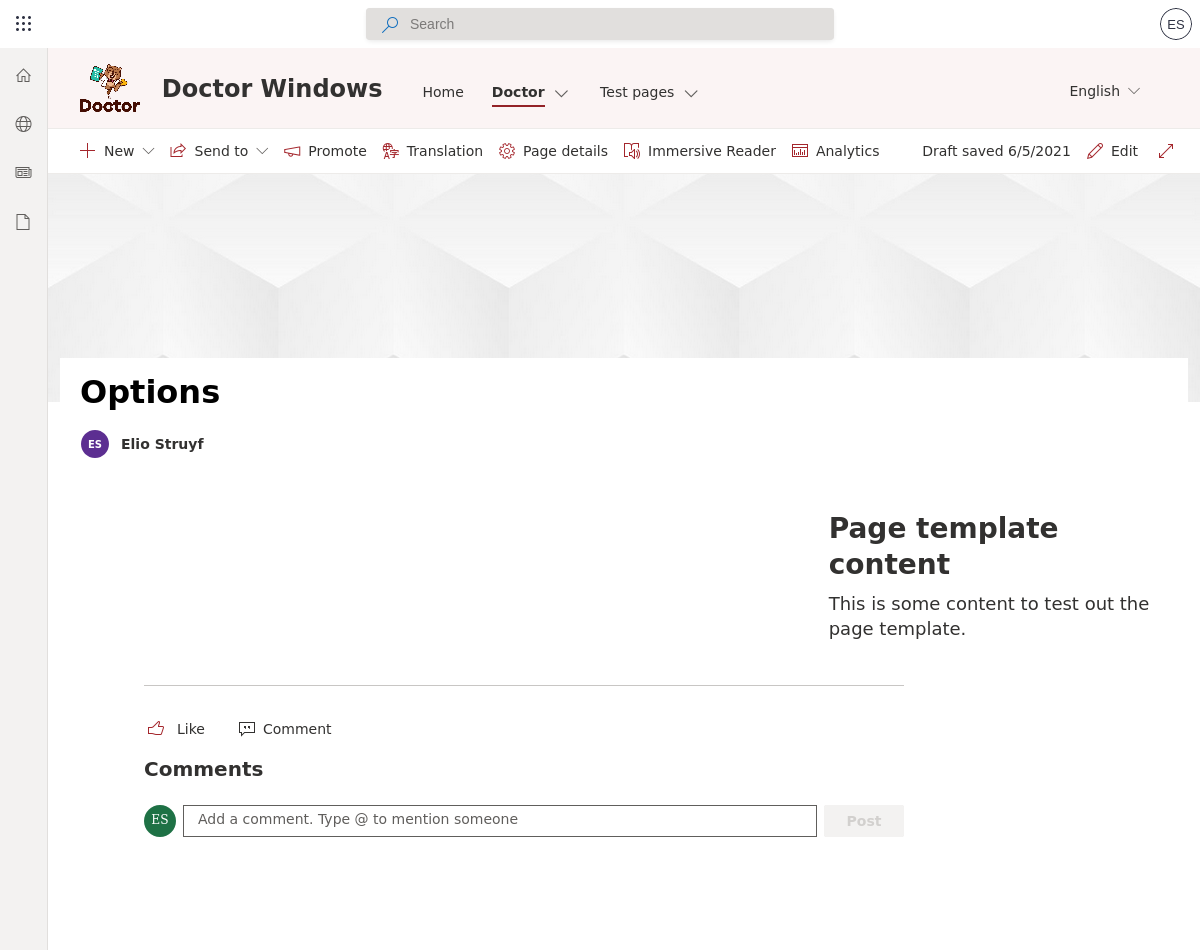 Search
ES
Doctor
Doctor Windows
Home
Doctor
Test pages
English
New
Send to
Promote
Translation
Page details
Immersive Reader
Analytics
Draft saved 6/5/2021
Edit
Options
ES
Elio Struyf
Page template
content
This is some content to test out the
page template.
Like
Comment
Comments
ES
Add a comment. Type @ to mention someone
Post